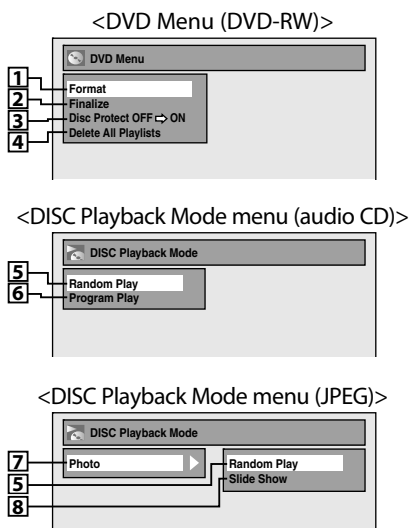 <DVD Menu (DVD-RW)>
DVD Menu
1
Format
2
Finalize
3
Disc Protect OFF ⇨ ON
4
Delete All Playlists
<DISC Playback Mode menu (audio CD)>
DISC Playback Mode
5
Random Play
6
Program Play
<DISC Playback Mode menu (JPEG)>
DISC Playback Mode
7
Photo
5
Random Play
8
Slide Show